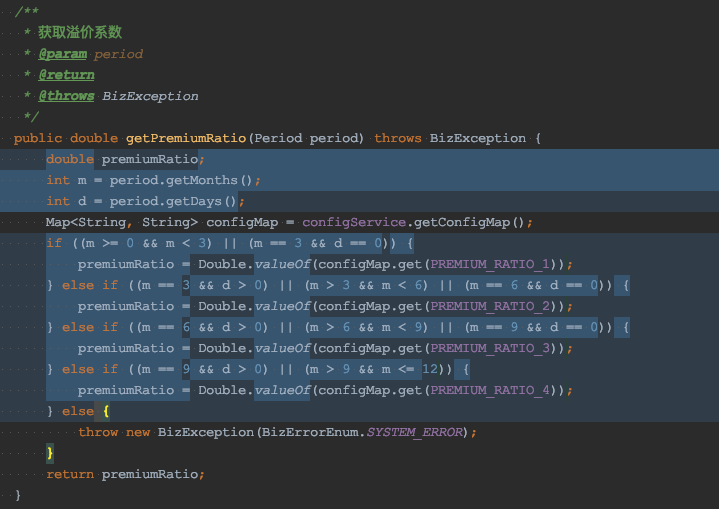 /**
 * 获取溢价系数
 * @param period
 * @return
 * @throws BizException
 */
public double getPremiumRatio(Period period) throws BizException {
    double premiumRatio;
    int m = period.getMonths();
    int d = period.getDays();
    Map<String, String> configMap = configService.getConfigMap();
    if ((m >= 0 && m < 3) || (m == 3 && d == 0)) {
        premiumRatio = Double.valueOf(configMap.get(PREMIUM_RATIO_1));
    } else if ((m == 3 && d > 0) || (m > 3 && m < 6) || (m == 6 && d == 0)) {
        premiumRatio = Double.valueOf(configMap.get(PREMIUM_RATIO_2));
    } else if ((m == 6 && d > 0) || (m > 6 && m < 9) || (m == 9 && d == 0)) {
        premiumRatio = Double.valueOf(configMap.get(PREMIUM_RATIO_3));
    } else if ((m == 9 && d > 0) || (m > 9 && m <= 12)) {
        premiumRatio = Double.valueOf(configMap.get(PREMIUM_RATIO_4));
    } else {
        throw new BizException(BizErrorEnum.SYSTEM_ERROR);
    }
    return premiumRatio;
}